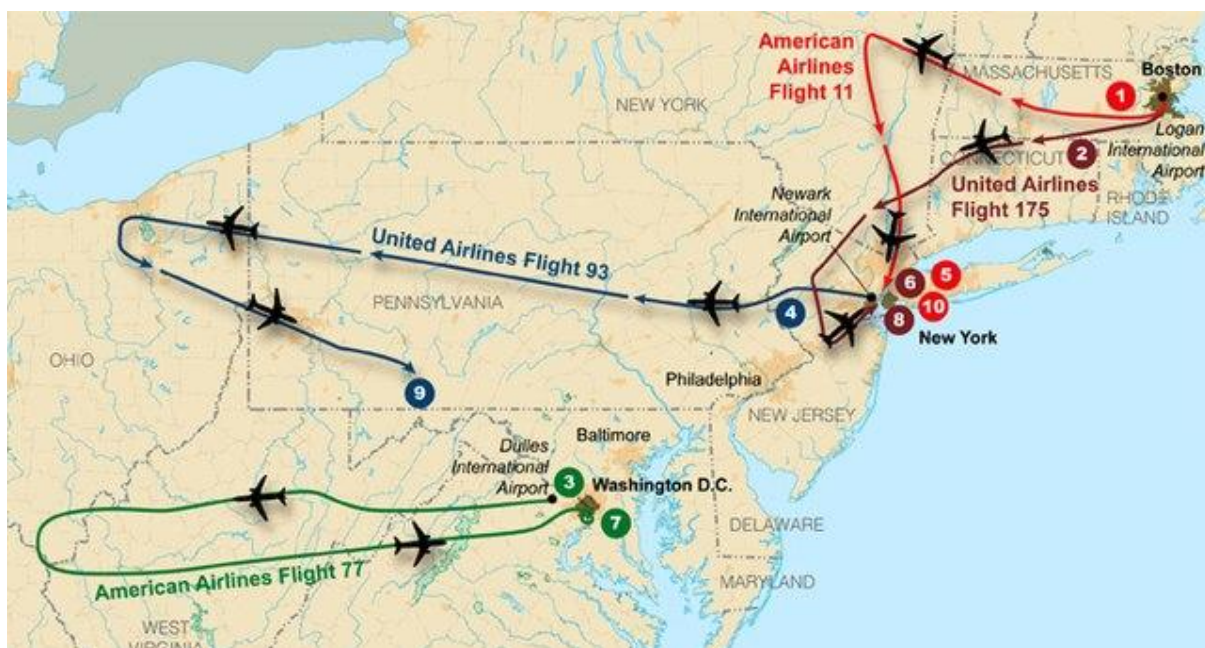 American
Airlines
Flight 11
MASSACHUSETTS
Boston
1
NEW YORK
Logan
International
Airport
2
CONNECTICUT
United Airlines
Flight 175
RHODE
ISLAND
Newark
International
Airport
United Airlines Flight 93
PENNSYLVANIA
4
6
5
10
8
New York
OHIO
9
Philadelphia
NEW JERSEY
Baltimore
Dulles
International
Airport
3
Washington D.C.
7
DELAWARE
American Airlines Flight 77
MARYLAND
WEST
VIRGINIA